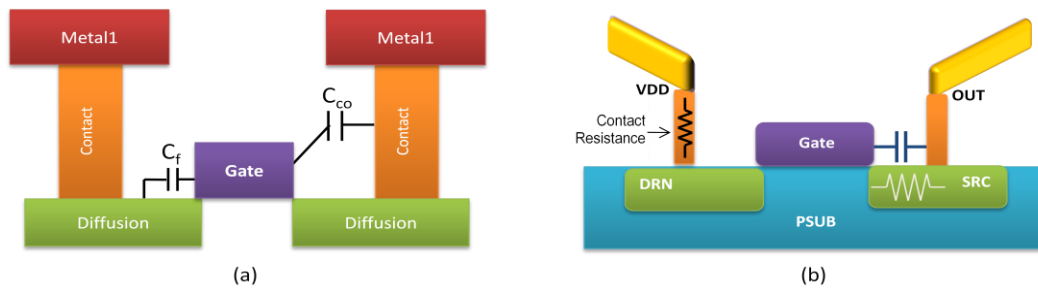 Metal1
Metal1
Contact
Contact
C_co
C_f
Gate
Diffusion
Diffusion
(a)
VDD
OUT
Contact
Resistance
Gate
DRN
SRC
PSUB
(b)